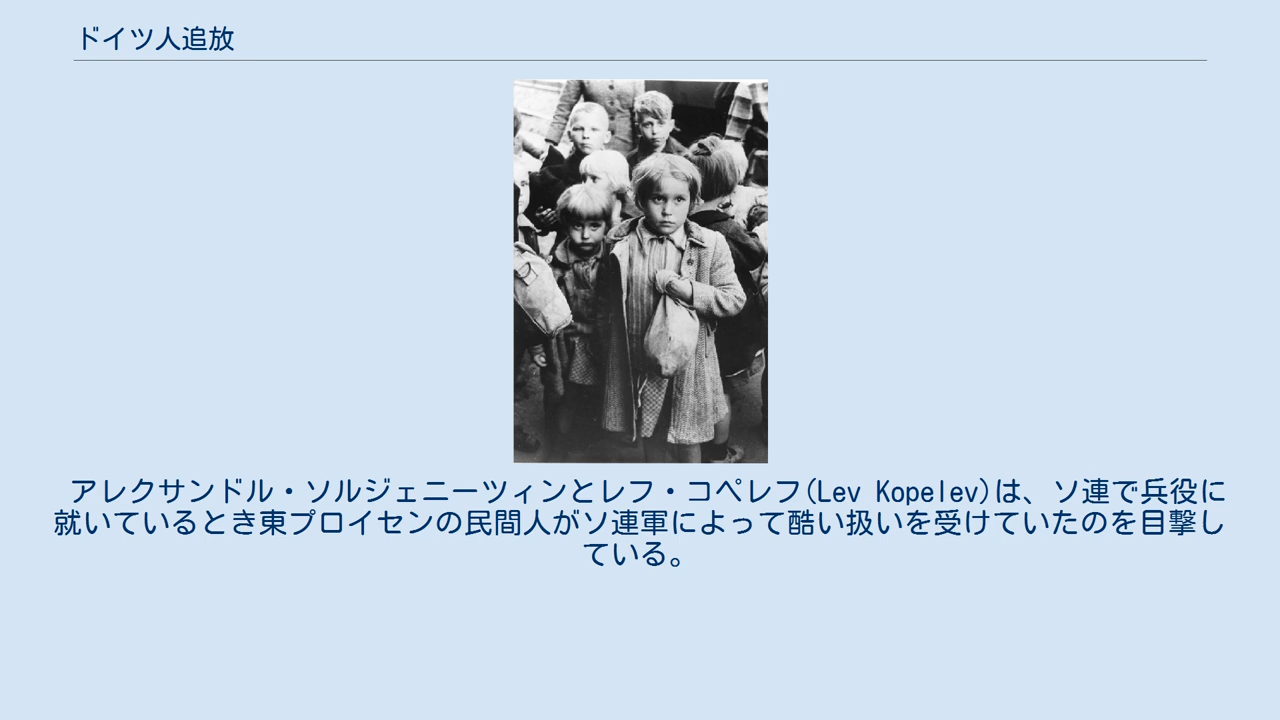 ドイツ人追放
アレクサンドル・ソルジェニーツィンとレフ・コペレフ(Lev Kopelev)は、ソ連で兵役に
就いているとき東プロイセンの民間人がソ連軍によって酷い扱いを受けていたのを目撃し
ている。